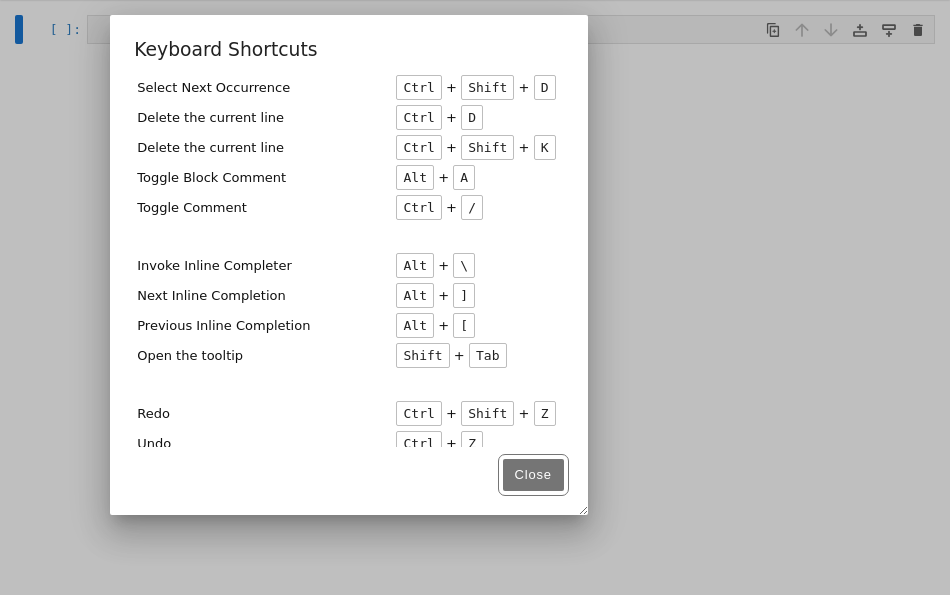 [ ]:
Keyboard Shortcuts
Select Next Occurrence Ctrl + Shift + D
Delete the current line Ctrl + D
Delete the current line Ctrl + Shift + K
Toggle Block Comment Alt + A
Toggle Comment Ctrl + /
Invoke Inline Completer Alt + \
Next Inline Completion Alt + ]
Previous Inline Completion Alt + [
Open the tooltip Shift + Tab
Redo Ctrl + Shift + Z
Undo Ctrl + Z
Close